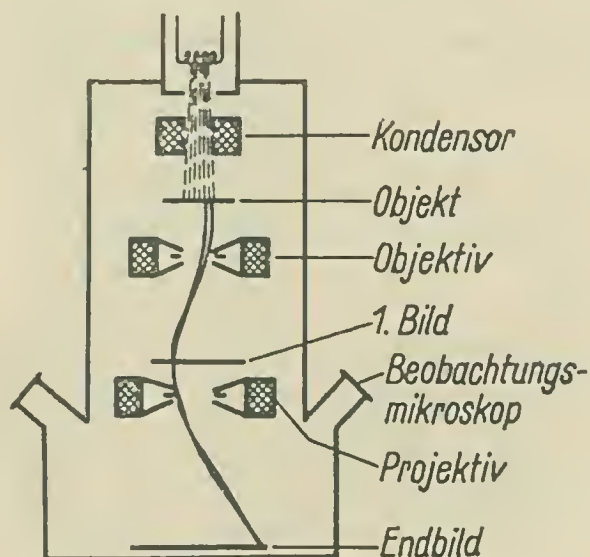 Kondensor
Objekt
Objektiv
1. Bild
Beobachtungs-
mikroskop
Projektiv
Endbild